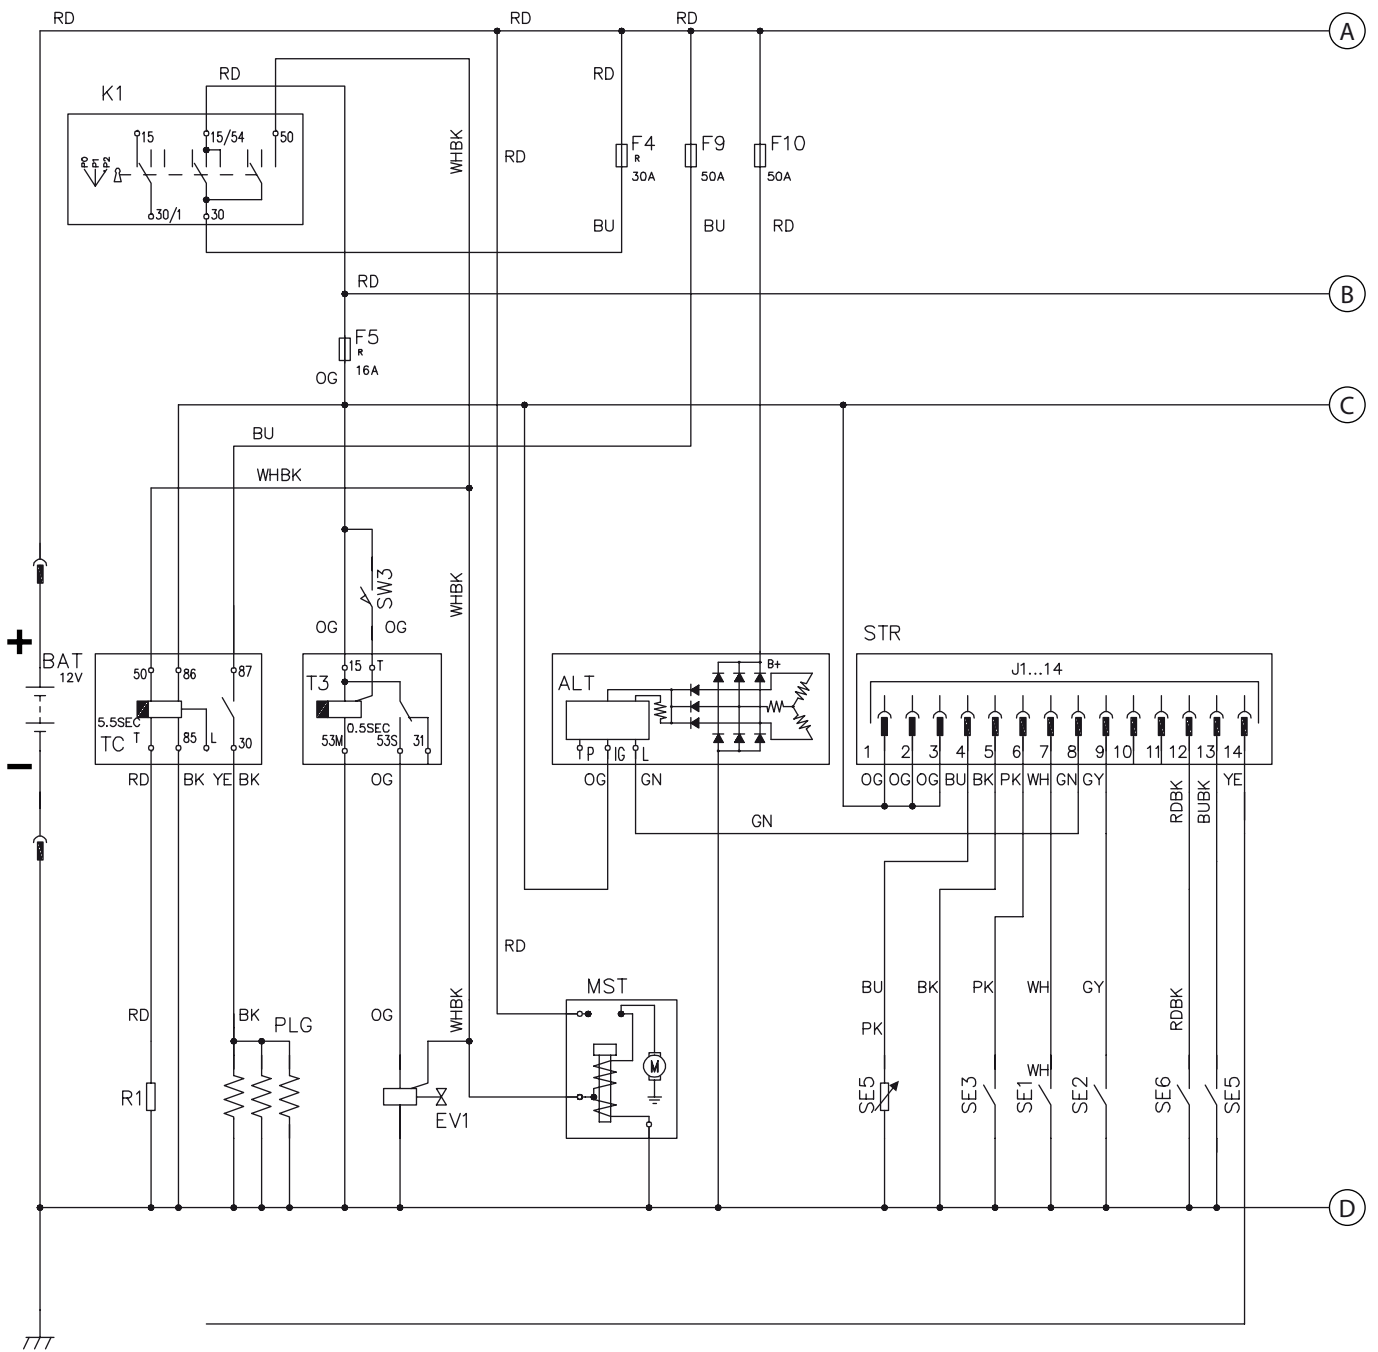 RD RD RD
A
K1
RD
RD
15 15/54 50
P0 P1 P2
30/1 30
WHBK
RD
F4
R
30A
F9
50A
F10
50A
BU BU RD
RD
B
F5
R
16A
OG
C
BU
WHBK
WHBK
SW3
OG OG
STR
+
BAT
12V
-
50 86 87
5.5SEC
TC T 85 L 30
15 T
T3
0.5SEC
53M 53S 31
ALT
B+
P IG L
J1...14
1 2 3 4 5 6 7 8 9 10 11 12 13 14
RD BK YE BK
OG
OG GN
OG OG OG BU BK PK WH GN GY
RDBK
BUBK
YE
GN
RD
MST
BU BK PK WH GY
RDBK
PK
RD
BK
PLG
OG
WHBK
M
WH
R1
EV1
SE5
SE3
SE1
SE2
SE6
SE5
D